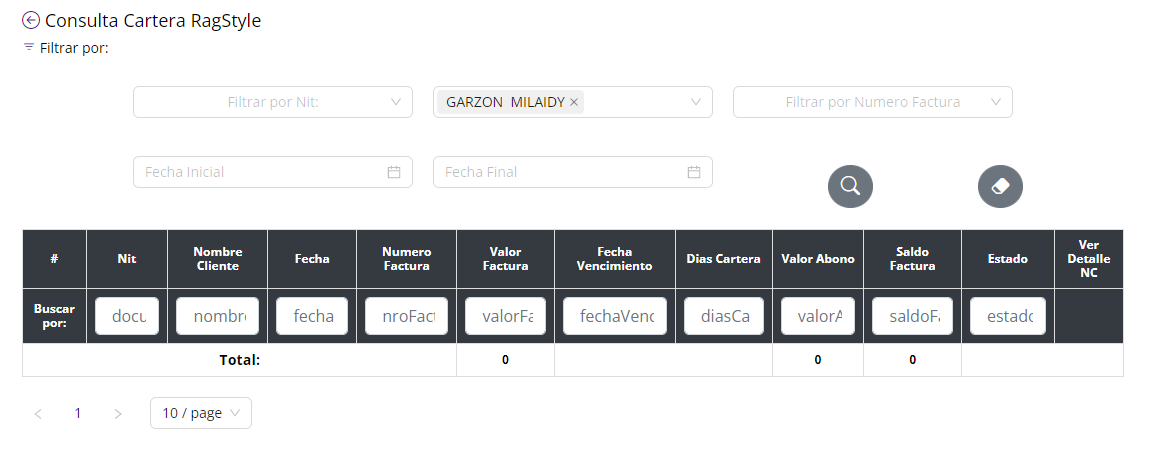 Consulta Cartera RagStyle
Filtrar por:
Filtrar por Nit:
GARZON  MILAIDY ×
Filtrar por Numero Factura
Fecha Inicial
Fecha Final
#
Nit
Nombre
Cliente
Fecha
Numero
Factura
Valor
Factura
Fecha
Vencimiento
Dias Cartera
Valor Abono
Saldo
Factura
Estado
Ver
Detalle
NC
Buscar
por:
docu
nombre
fecha
nroFact
valorFa
fechaVenc
diasCa
valorA
saldoFa
estado
Total:
0
0
0
< 1 >
10 / page